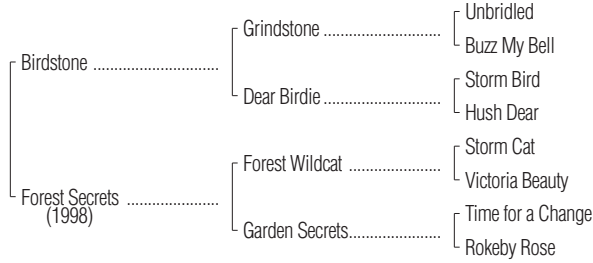 Unbridled
Grindstone ..............................
Buzz My Bell
Birdstone ................................
Storm Bird
Dear Birdie ..............................
Hush Dear
Storm Cat
Forest Wildcat ........................
Victoria Beauty
Forest Secrets ........................
(1998)
Time for a Change
Garden Secrets.......................
Rokeby Rose